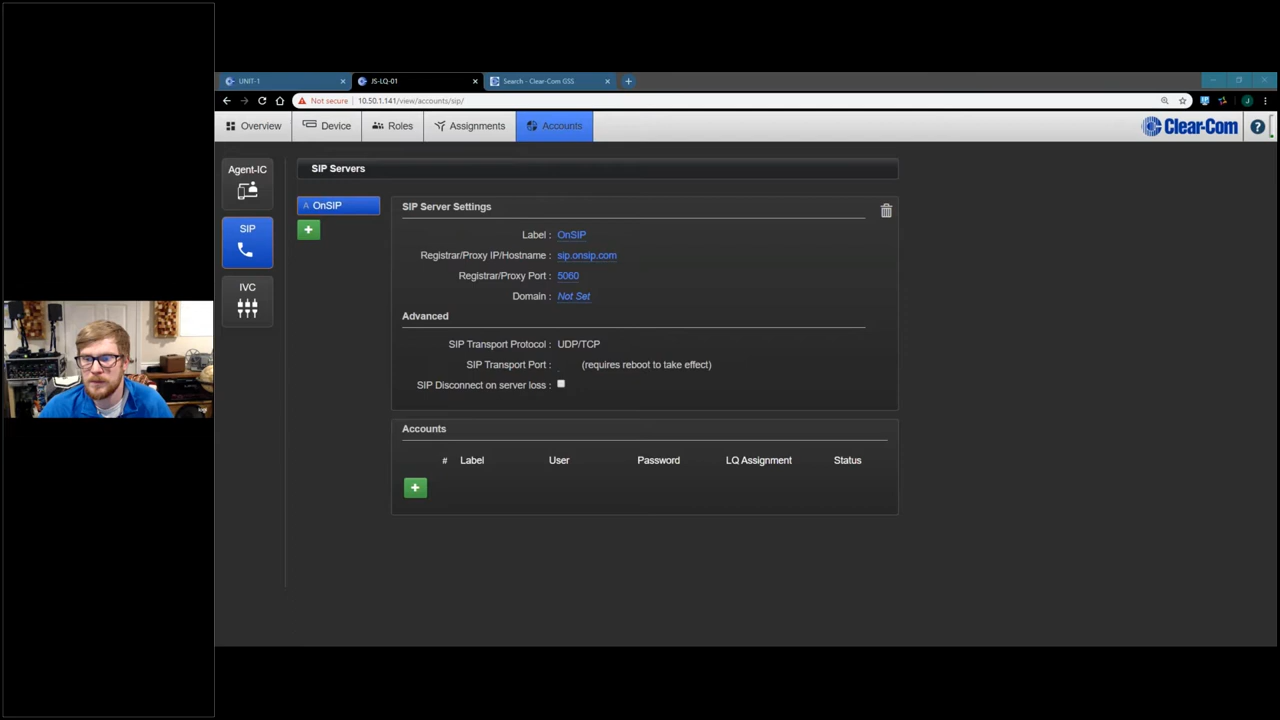 UNIT-1
JS-LQ-01
Search - Clear-Com GSS
Not secure
10.50.1.141/view/accounts/sip/
Overview
Device
Roles
Assignments
Accounts
Clear-Com
?
Agent-IC
SIP
IVC
SIP Servers
A OnSIP
SIP Server Settings
Label : OnSIP
Registrar/Proxy IP/Hostname : sip.onsip.com
Registrar/Proxy Port : 5060
Domain : Not Set
Advanced
SIP Transport Protocol : UDP/TCP
SIP Transport Port : (requires reboot to take effect)
SIP Disconnect on server loss :
Accounts
# Label User Password LQ Assignment Status